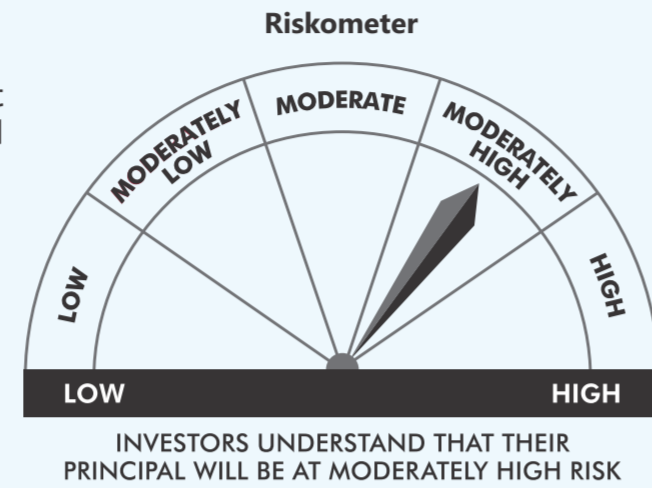 Riskometer
MODERATE
MODERATELY
LOW
MODERATELY
HIGH
LOW
HIGH
LOW HIGH
INVESTORS UNDERSTAND THAT THEIR
PRINCIPAL WILL BE AT MODERATELY HIGH RISK